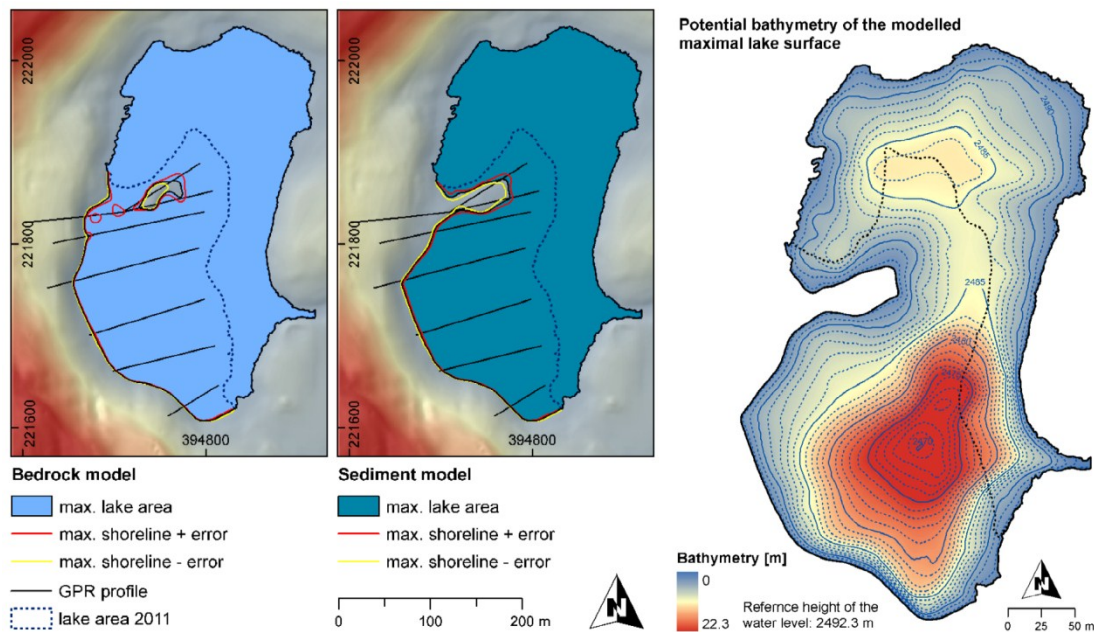 222000
221800
221600
394800
Bedrock model
max. lake area
max. shoreline + error
max. shoreline - error
GPR profile
lake area 2011
394800
Sediment model
max. lake area
max. shoreline + error
max. shoreline - error
0
100
200 m
N
Potential bathymetry of the modelled
maximal lake surface
2490
2485
2485
2480
Bathymetry [m]
0
22.3
Refernce height of the
water level: 2492.3 m
N
0
25
50 m